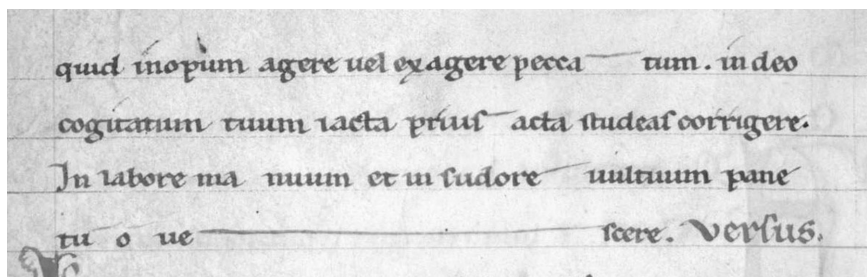 quid inopum agere uel exagere pecca tum. in deo
cogitatum tuum iacta prius acta studeas corrigere.
In labore ma nuum et in sudore uultuum pane
tuo ue scere. Versus.